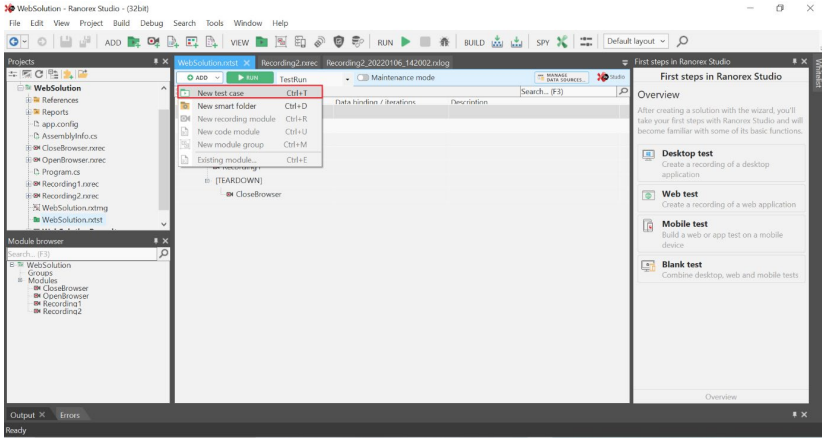 WebSolution - Ranorex Studio - (32bit)
File Edit View Project Build Debug Search Tools Window Help
ADD VIEW RUN BUILD SPY Default layout
Projects
WebSolution
References
Reports
app.config
AssemblyInfo.cs
CloseBrowser.rxrec
OpenBrowser.rxrec
Program.cs
Recording1.rxrec
Recording2.rxrec
WebSolution.rxtmg
WebSolution.rxtst
Module browser
Search... (F3)
WebSolution
Groups
Modules
CloseBrowser
OpenBrowser
Recording1
Recording2
WebSolution.rxtst Recording2.rxrec Recording2_20220106_142002.rxlog
ADD RUN TestRun Maintenance mode MANAGE DATA SOURCES... Studio
Search... (F3)
Data binding / iterations Description
New test case Ctrl+T
New smart folder Ctrl+D
New recording module Ctrl+R
New code module Ctrl+U
New module group Ctrl+M
Existing module... Ctrl+E
Recording1
[TEARDOWN]
CloseBrowser
First steps in Ranorex Studio
First steps in Ranorex Studio
Overview
After creating a solution with the wizard, you'll
take your first steps with Ranorex Studio and will
become familiar with some of its basic functions.
Desktop test
Create a recording of a desktop
application
Web test
Create a recording of a web application
Mobile test
Build a web or app test on a mobile
device
Blank test
Combine desktop, web and mobile tests
Overview
Whitelist
Output Errors
Ready